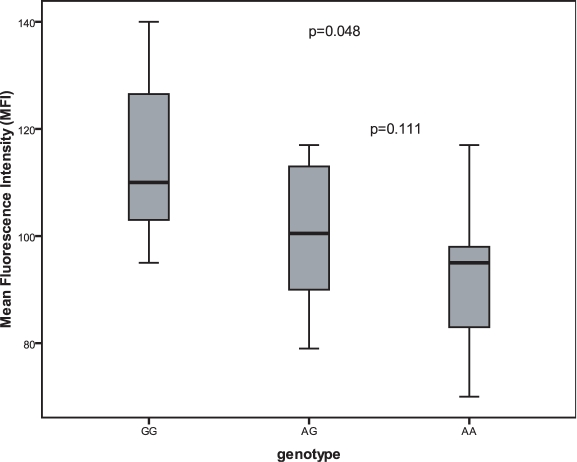 140
p=0.048
120
p=0.111
100
80
Mean Fluorescence Intensity (MFI)
GG AG AA
genotype